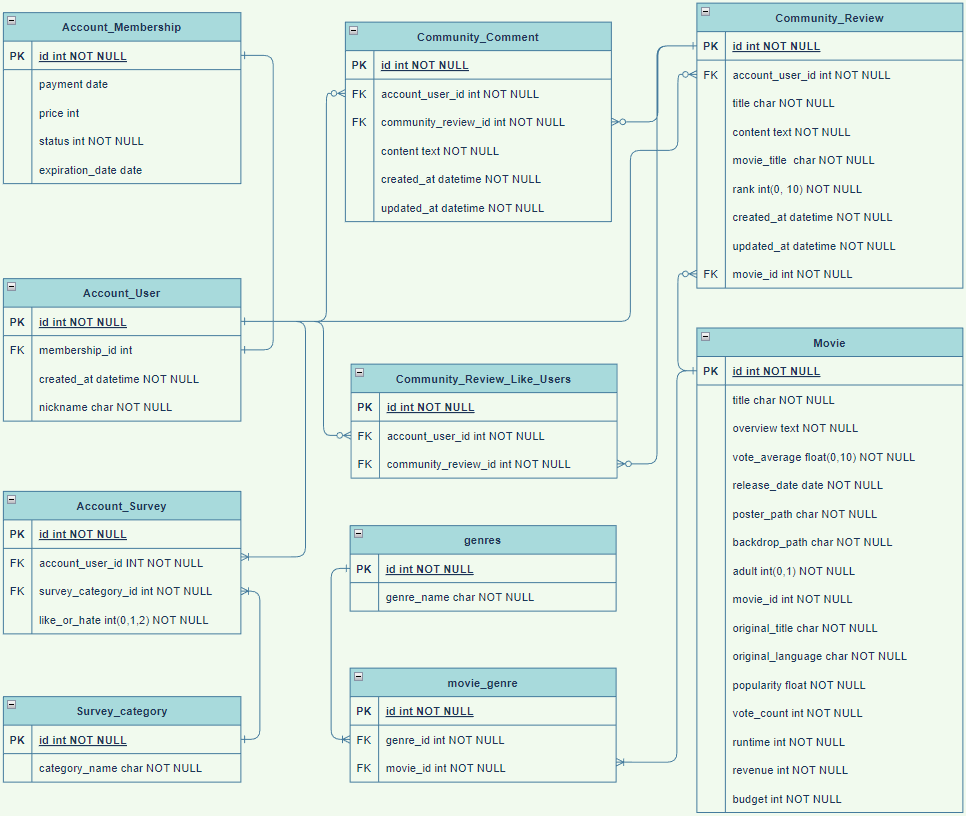 Account_Membership
PK id int NOT NULL
payment date
price int
status int NOT NULL
expiration_date date
Community_Comment
PK id int NOT NULL
FK account_user_id int NOT NULL
FK community_review_id int NOT NULL
content text NOT NULL
created_at datetime NOT NULL
updated_at datetime NOT NULL
Community_Review
PK id int NOT NULL
FK account_user_id int NOT NULL
title char NOT NULL
content text NOT NULL
movie_title  char NOT NULL
rank int(0, 10) NOT NULL
created_at datetime NOT NULL
updated_at datetime NOT NULL
FK movie_id int NOT NULL
Account_User
PK id int NOT NULL
FK membership_id int
created_at datetime NOT NULL
nickname char NOT NULL
Community_Review_Like_Users
PK id int NOT NULL
FK account_user_id int NOT NULL
FK community_review_id int NOT NULL
Movie
PK id int NOT NULL
title char NOT NULL
overview text NOT NULL
vote_average float(0,10) NOT NULL
release_date date NOT NULL
poster_path char NOT NULL
backdrop_path char NOT NULL
adult int(0,1) NOT NULL
movie_id int NOT NULL
original_title char NOT NULL
original_language char NOT NULL
popularity float NOT NULL
vote_count int NOT NULL
runtime int NOT NULL
revenue int NOT NULL
budget int NOT NULL
Account_Survey
PK id int NOT NULL
FK account_user_id INT NOT NULL
FK survey_category_id int NOT NULL
like_or_hate int(0,1,2) NOT NULL
genres
PK id int NOT NULL
genre_name char NOT NULL
Survey_category
PK id int NOT NULL
category_name char NOT NULL
movie_genre
PK id int NOT NULL
FK genre_id int NOT NULL
FK movie_id int NOT NULL